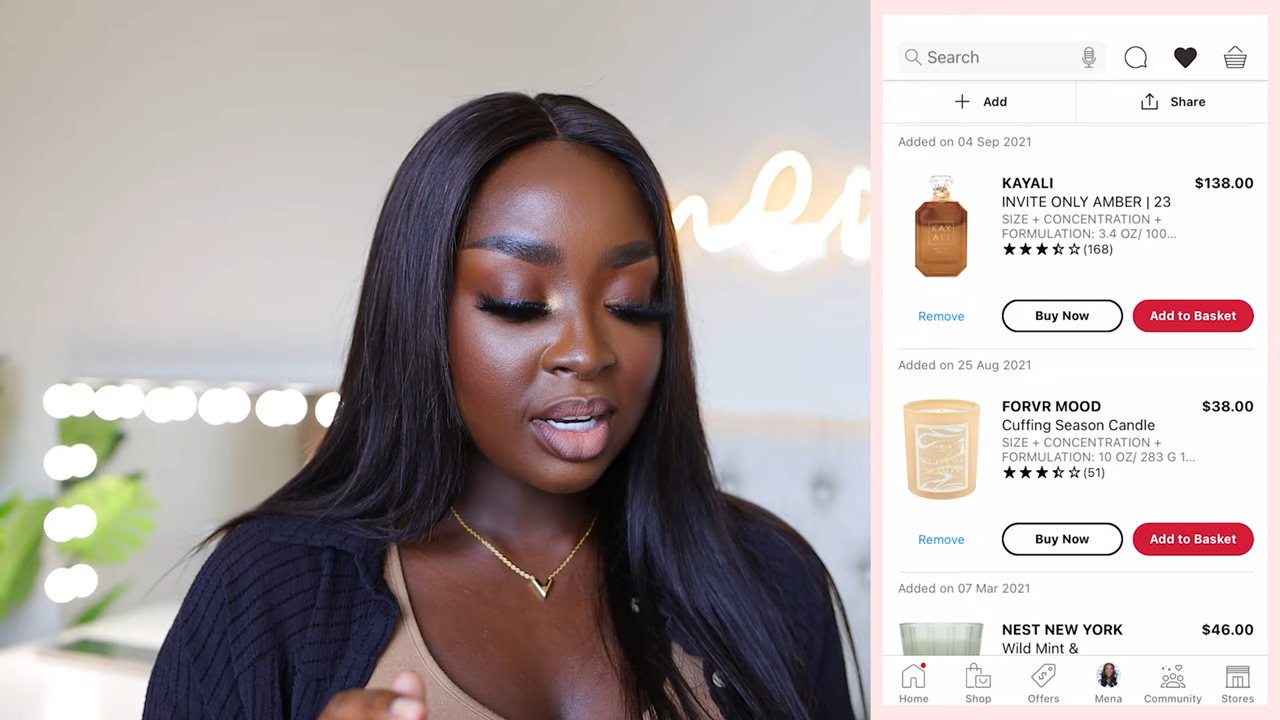 Search
Add
Share
Added on 04 Sep 2021
KAYALI
$138.00
INVITE ONLY AMBER | 23
SIZE + CONCENTRATION +
FORMULATION: 3.4 OZ/ 100...
(168)
KAY
ALI
Remove
Buy Now
Add to Basket
Added on 25 Aug 2021
FORVR MOOD
$38.00
Cuffing Season Candle
SIZE + CONCENTRATION +
FORMULATION: 10 OZ/ 283 G 1...
(51)
Remove
Buy Now
Add to Basket
Added on 07 Mar 2021
NEST NEW YORK
$46.00
Wild Mint &
Home
Shop
Offers
Mena
Community
Stores